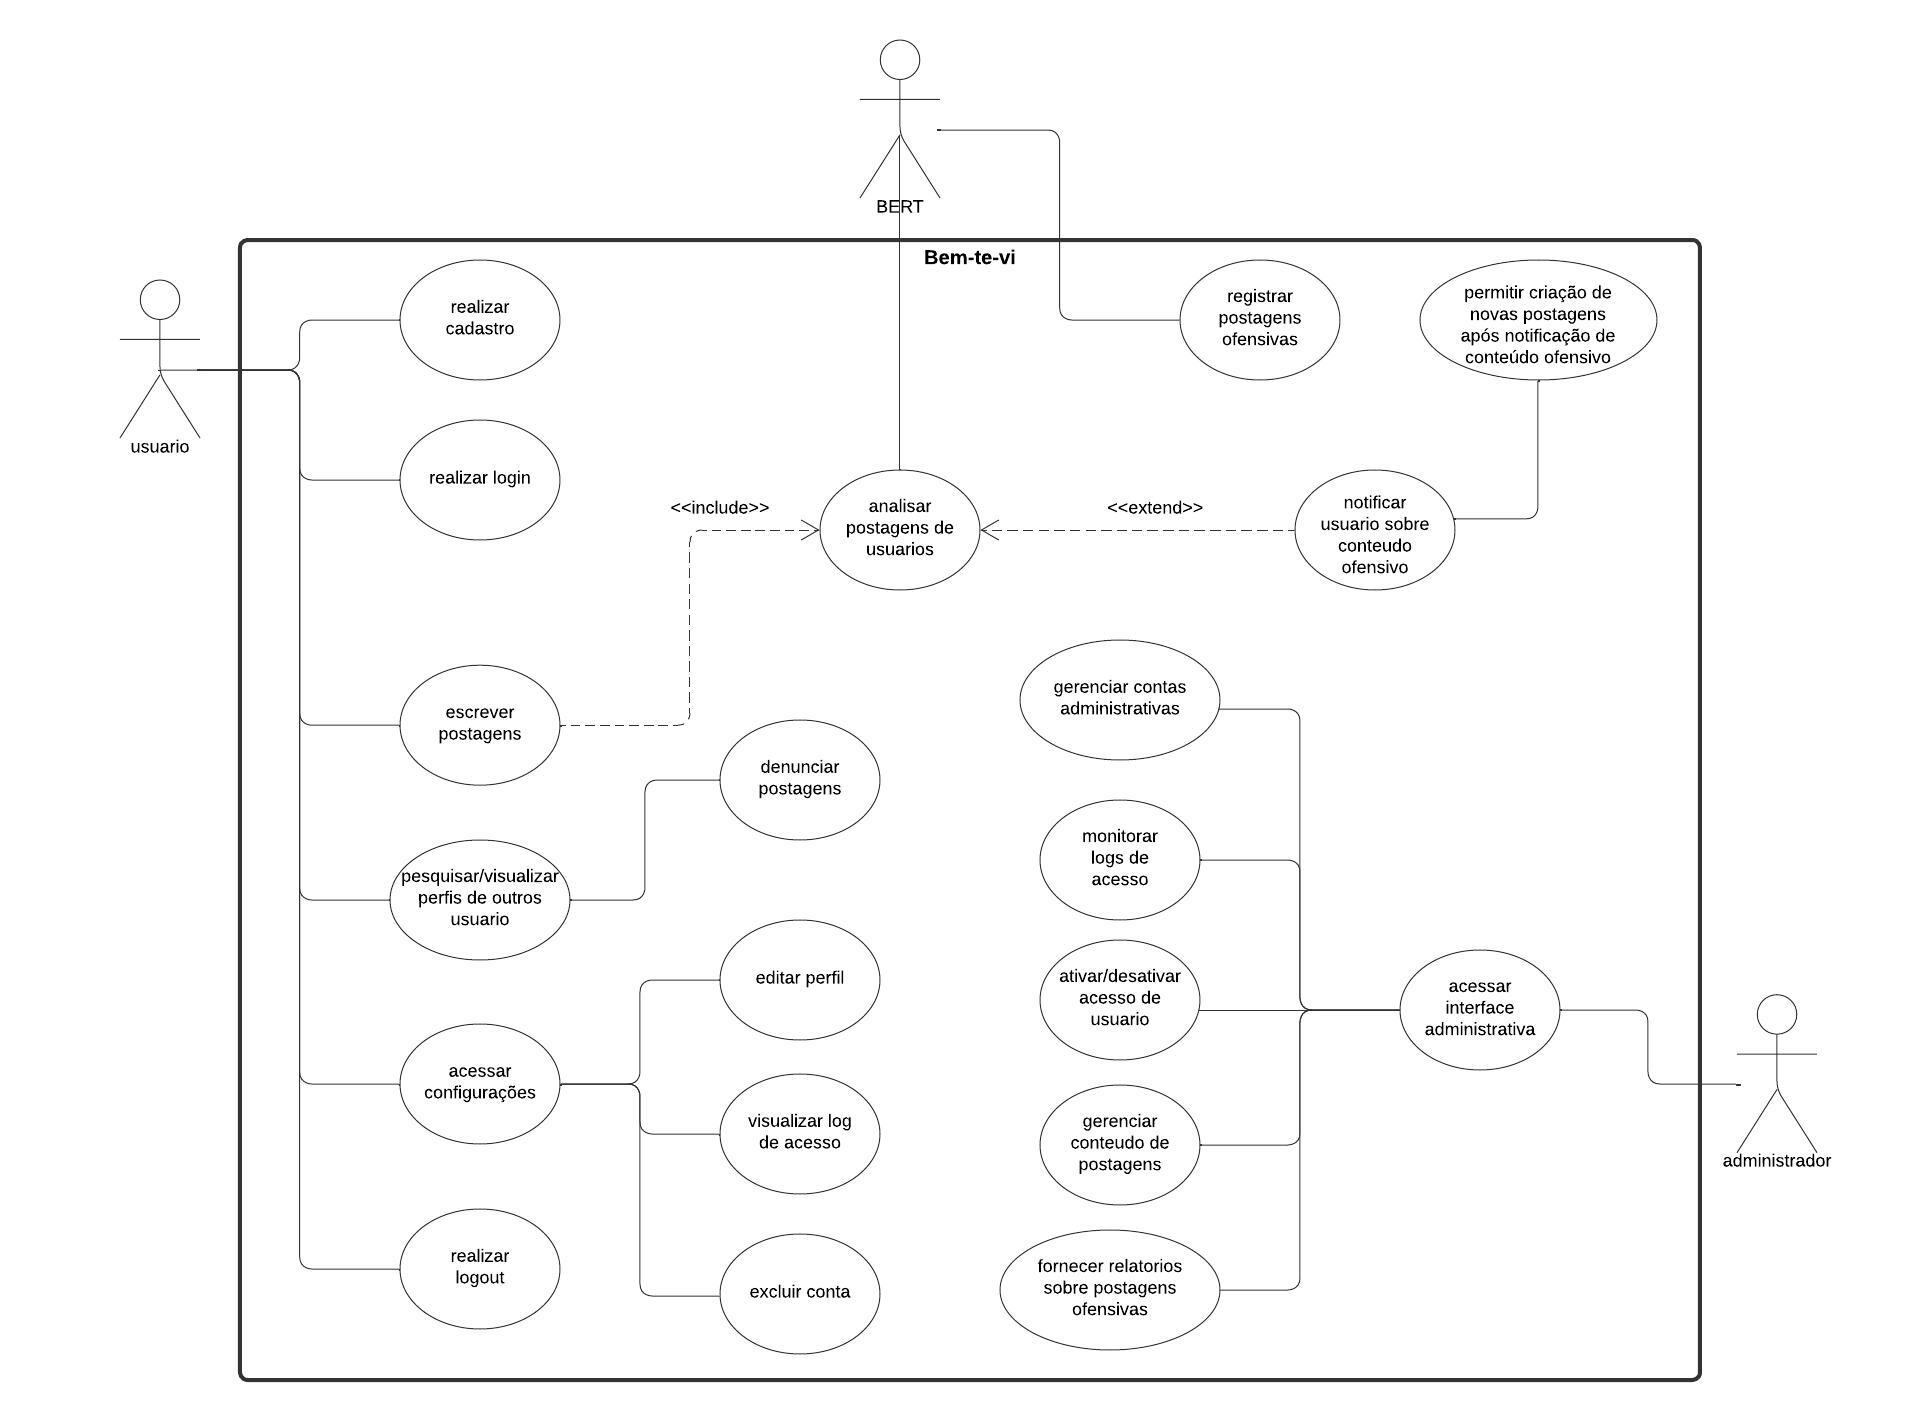 BERT
Bem-te-vi
usuario
realizar
cadastro
registrar
postagens
ofensivas
permitir criação de
novas postagens
após notificação de
conteúdo ofensivo
realizar login
<<include>>
analisar
postagens de
usuarios
<<extend>>
notificar
usuario sobre
conteudo
ofensivo
escrever
postagens
denunciar
postagens
gerenciar contas
administrativas
pesquisar/visualizar
perfis de outros
usuario
monitorar
logs de
acesso
editar perfil
ativar/desativar
acesso de
usuario
acessar
interface
administrativa
acessar
configurações
visualizar log
de acesso
gerenciar
conteudo de
postagens
administrador
realizar
logout
excluir conta
fornecer relatorios
sobre postagens
ofensivas